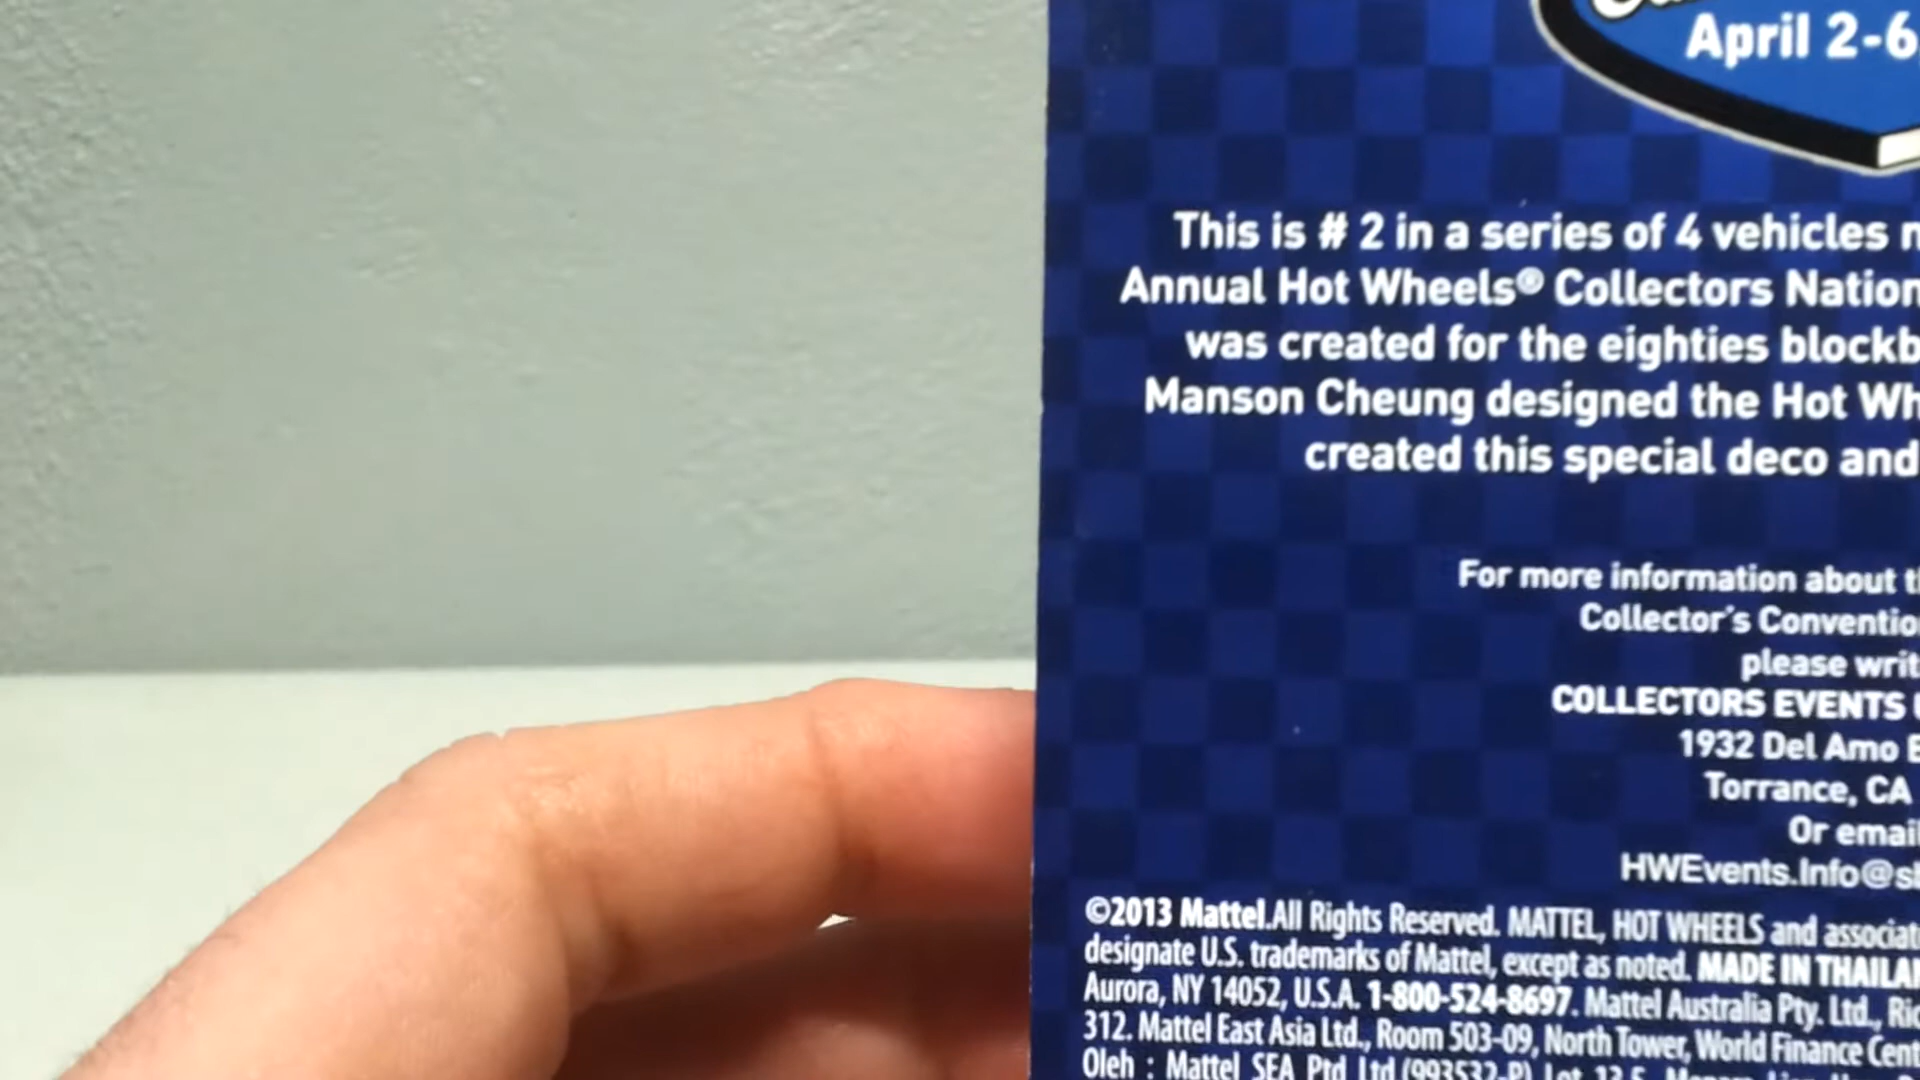 April 2-6
This is # 2 in a series of 4 vehicles
Annual Hot Wheels® Collectors Nation
was created for the eighties blockb
Manson Cheung designed the Hot Wh
created this special deco and
For more information about th
Collector's Conventio
please writ
COLLECTORS EVENTS
1932 Del Amo B
Torrance, CA
Or email
HWEvents.Info@sh
©2013 Mattel.All Rights Reserved. MATTEL, HOT WHEELS and associat
designate U.S. trademarks of Mattel, except as noted. MADE IN THAILAN
Aurora, NY 14052, U.S.A. 1-800-524-8697. Mattel Australia Pty. Ltd., Ric
312. Mattel East Asia Ltd., Room 503-09, North Tower, World Finance Cent
Oleh : Mattel SEA Ptd Ltd (993532-P) Lot 13.5,